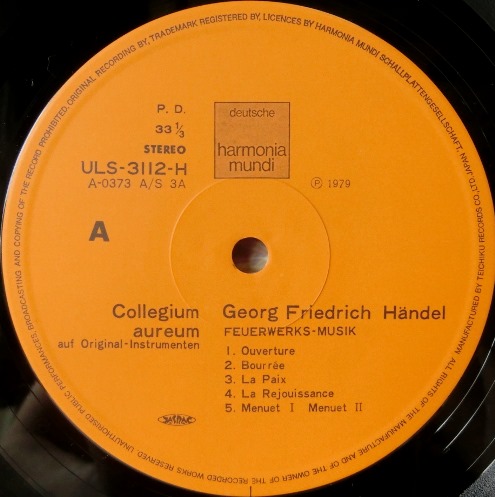 P. D.
33 1/3
STEREO
ULS-3112-H
A-0373 A/S 3A
deutsche
harmonia
mundi
Ⓟ 1979
A
Collegium
aureum
auf Original-Instrumenten
Georg Friedrich Händel
FEUERWERKS-MUSIK
1. Ouverture
2. Bourrée
3. La Paix
4. La Rejouissance
5. Menuet I Menuet II
ORIGINAL RECORDING BY, TRADEMARK REGISTERED BY, LICENCES BY HARMONIA MUNDI SCHALLPLATTENGESELLSCHAFT, JAPAN, LTD. MANUFACTURED BY TEICHIKU RECORDS CO., ALL RIGHTS OF THE MANUFACTURE AND OF THE OWNER OF THE RECORDED WORKS RESERVED. UNAUTHORISED PUBLIC PERFORMANCES, BROADCASTING AND COPYING OF THE RECORD PROHIBITED.